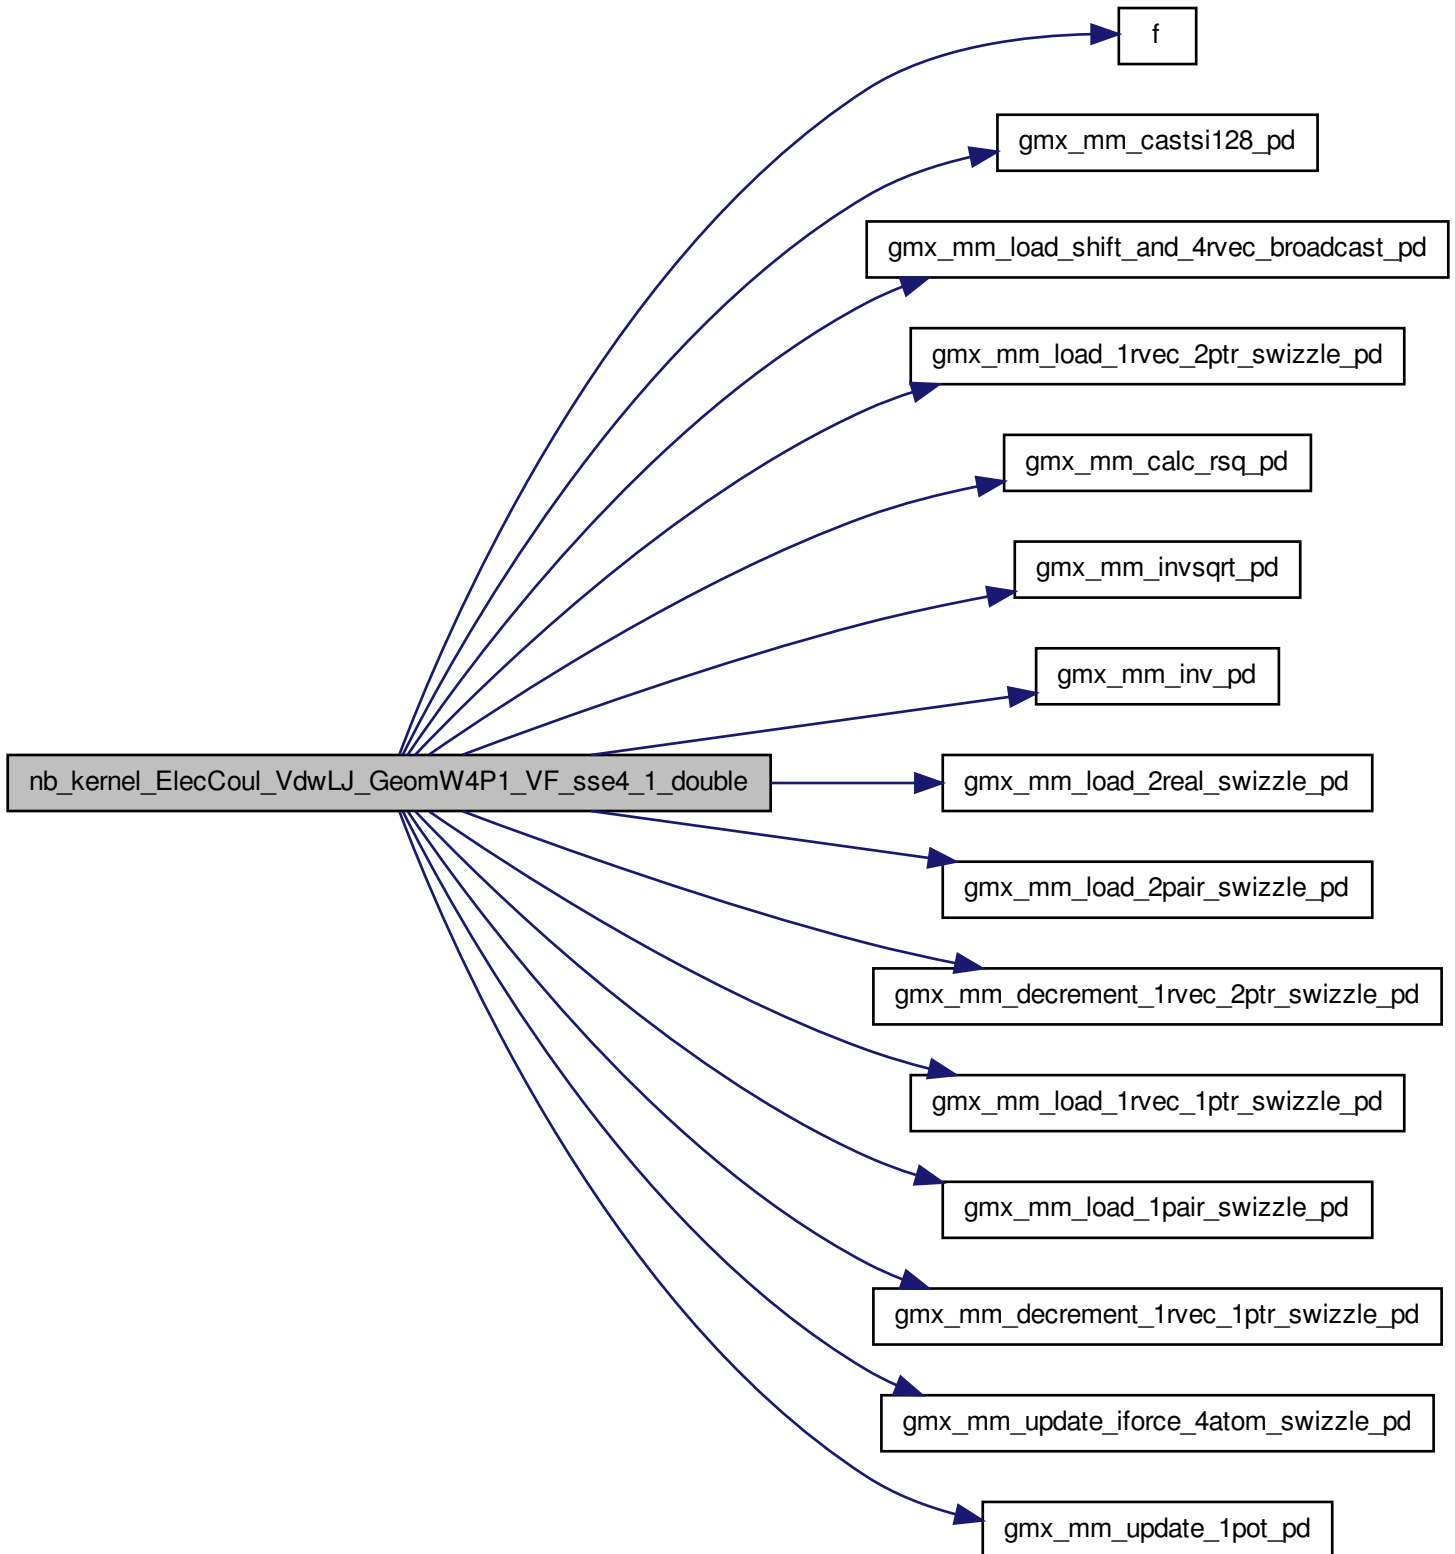 f
gmx_mm_castsi128_pd
gmx_mm_load_shift_and_4rvec_broadcast_pd
gmx_mm_load_1rvec_2ptr_swizzle_pd
gmx_mm_calc_rsq_pd
gmx_mm_invsqrt_pd
gmx_mm_inv_pd
nb_kernel_ElecCoul_VdwLJ_GeomW4P1_VF_sse4_1_double
gmx_mm_load_2real_swizzle_pd
gmx_mm_load_2pair_swizzle_pd
gmx_mm_decrement_1rvec_2ptr_swizzle_pd
gmx_mm_load_1rvec_1ptr_swizzle_pd
gmx_mm_load_1pair_swizzle_pd
gmx_mm_decrement_1rvec_1ptr_swizzle_pd
gmx_mm_update_iforce_4atom_swizzle_pd
gmx_mm_update_1pot_pd